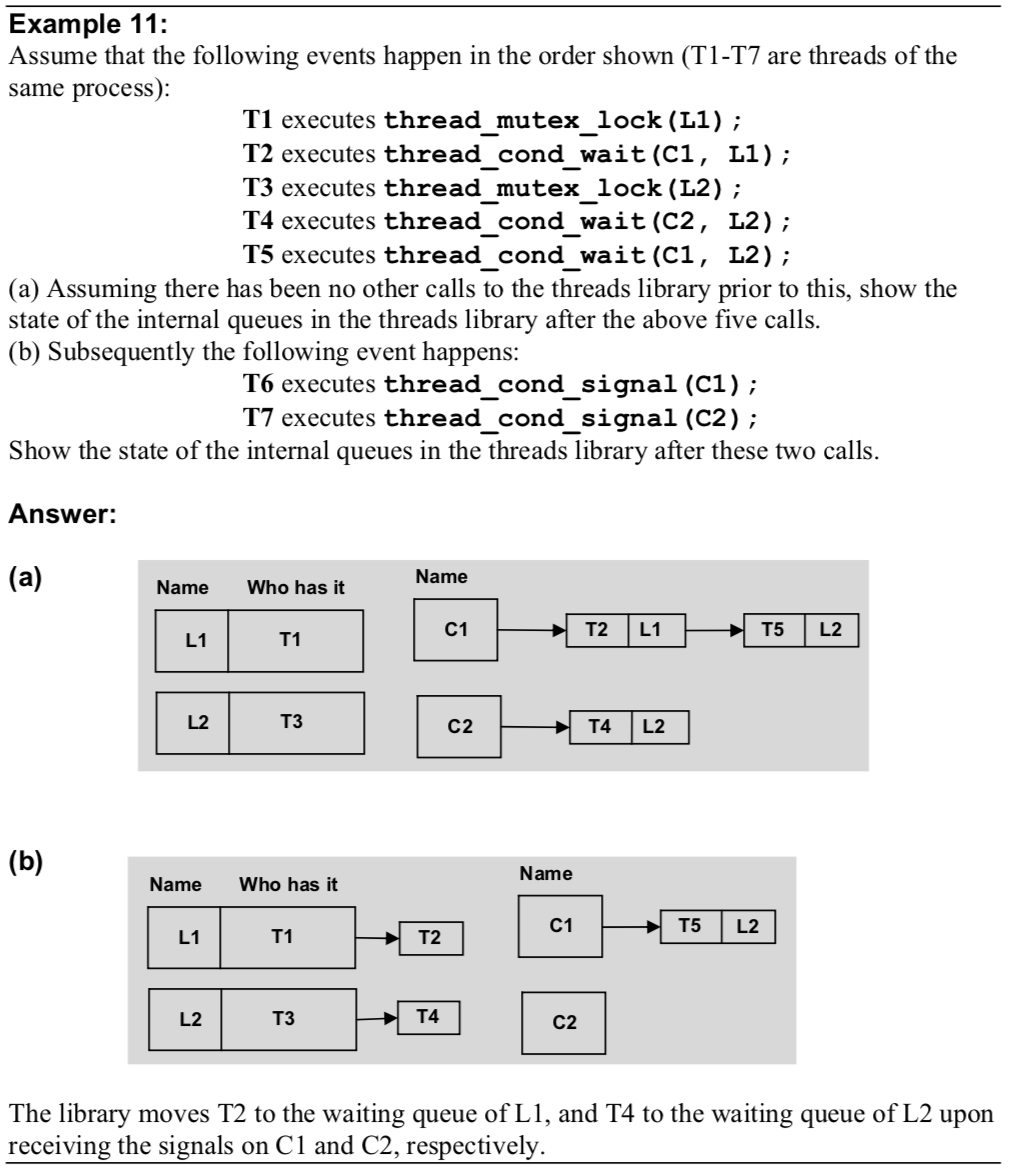 Example 11:
Assume that the following events happen in the order shown (T1-T7 are threads of the
same process):
T1 executes thread_mutex_lock(L1);
T2 executes thread_cond_wait(C1, L1);
T3 executes thread_mutex_lock(L2);
T4 executes thread_cond_wait(C2, L2);
T5 executes thread_cond_wait(C1, L2);
(a) Assuming there has been no other calls to the threads library prior to this, show the
state of the internal queues in the threads library after the above five calls.
(b) Subsequently the following event happens:
T6 executes thread_cond_signal(C1);
T7 executes thread_cond_signal(C2);
Show the state of the internal queues in the threads library after these two calls.
Answer:
(a)
Name Who has it Name
L1 T1 C1 T2 L1 T5 L2
L2 T3 C2 T4 L2
(b)
Name Who has it Name
L1 T1 T2 C1 T5 L2
L2 T3 T4 C2
The library moves T2 to the waiting queue of L1, and T4 to the waiting queue of L2 upon
receiving the signals on C1 and C2, respectively.